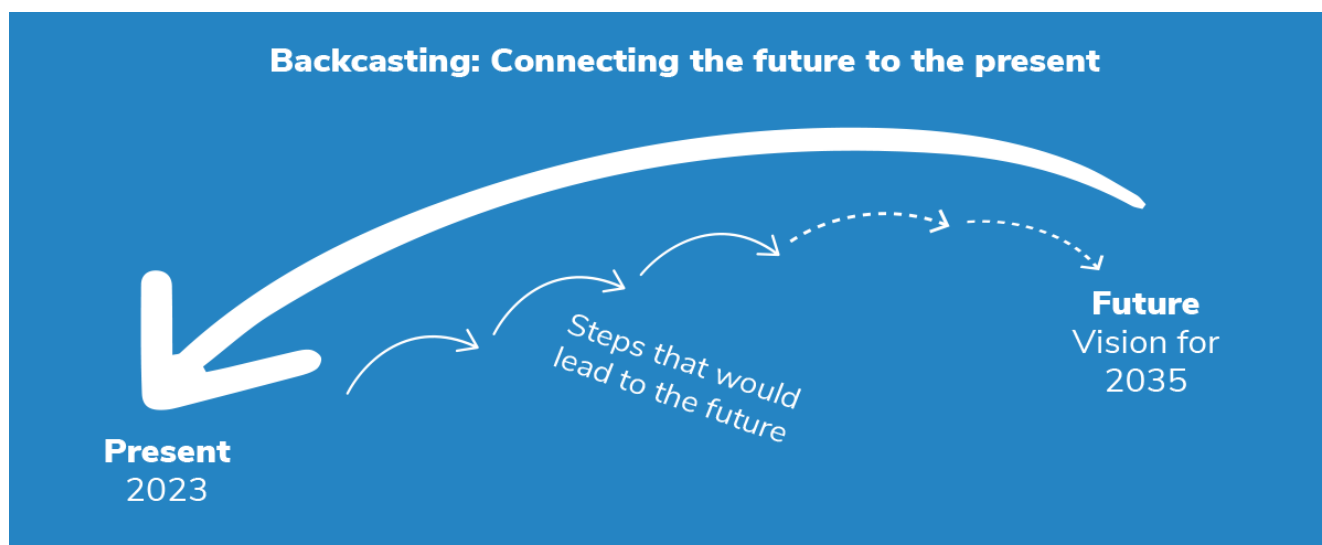 Backcasting: Connecting the future to the present
Steps that would
lead to the future
Future
Vision for
2035
Present
2023